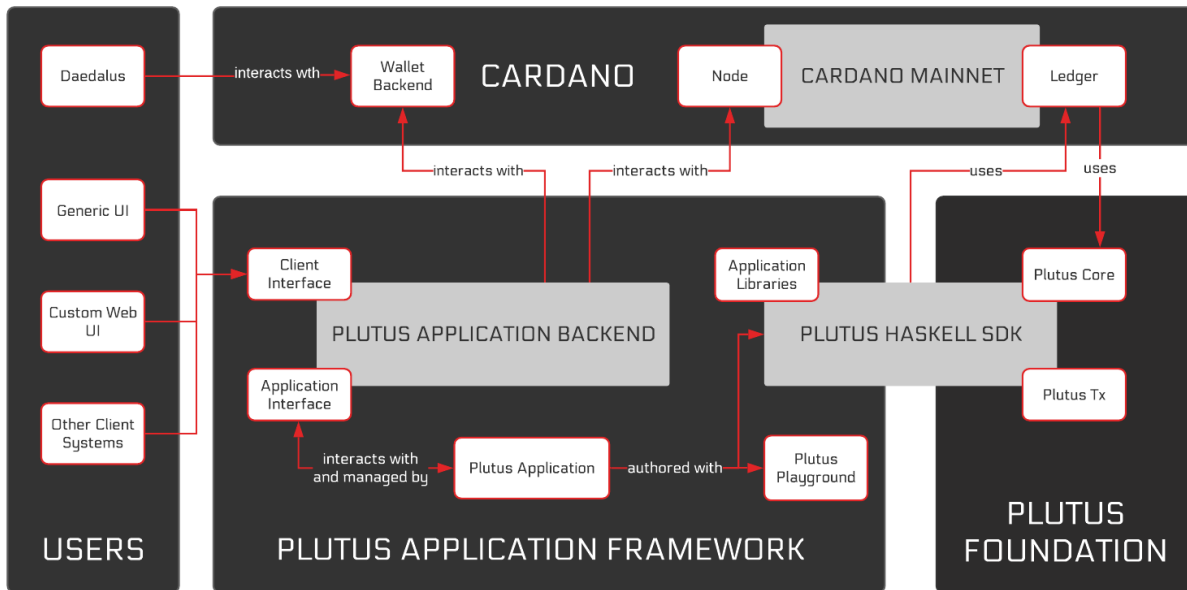 Daedalus
interacts wth
Wallet
Backend
CARDANO
Node
CARDANO MAINNET
Ledger
interacts with
interacts with
uses
uses
Generic UI
Custom Web
UI
Other Client
Systems
USERS
Client
Interface
PLUTUS APPLICATION BACKEND
Application
Interface
interacts with
and managed by
Plutus Application
authored with
Plutus
Playground
Application
Libraries
PLUTUS HASKELL SDK
Plutus Core
Plutus Tx
PLUTUS APPLICATION FRAMEWORK
PLUTUS
FOUNDATION